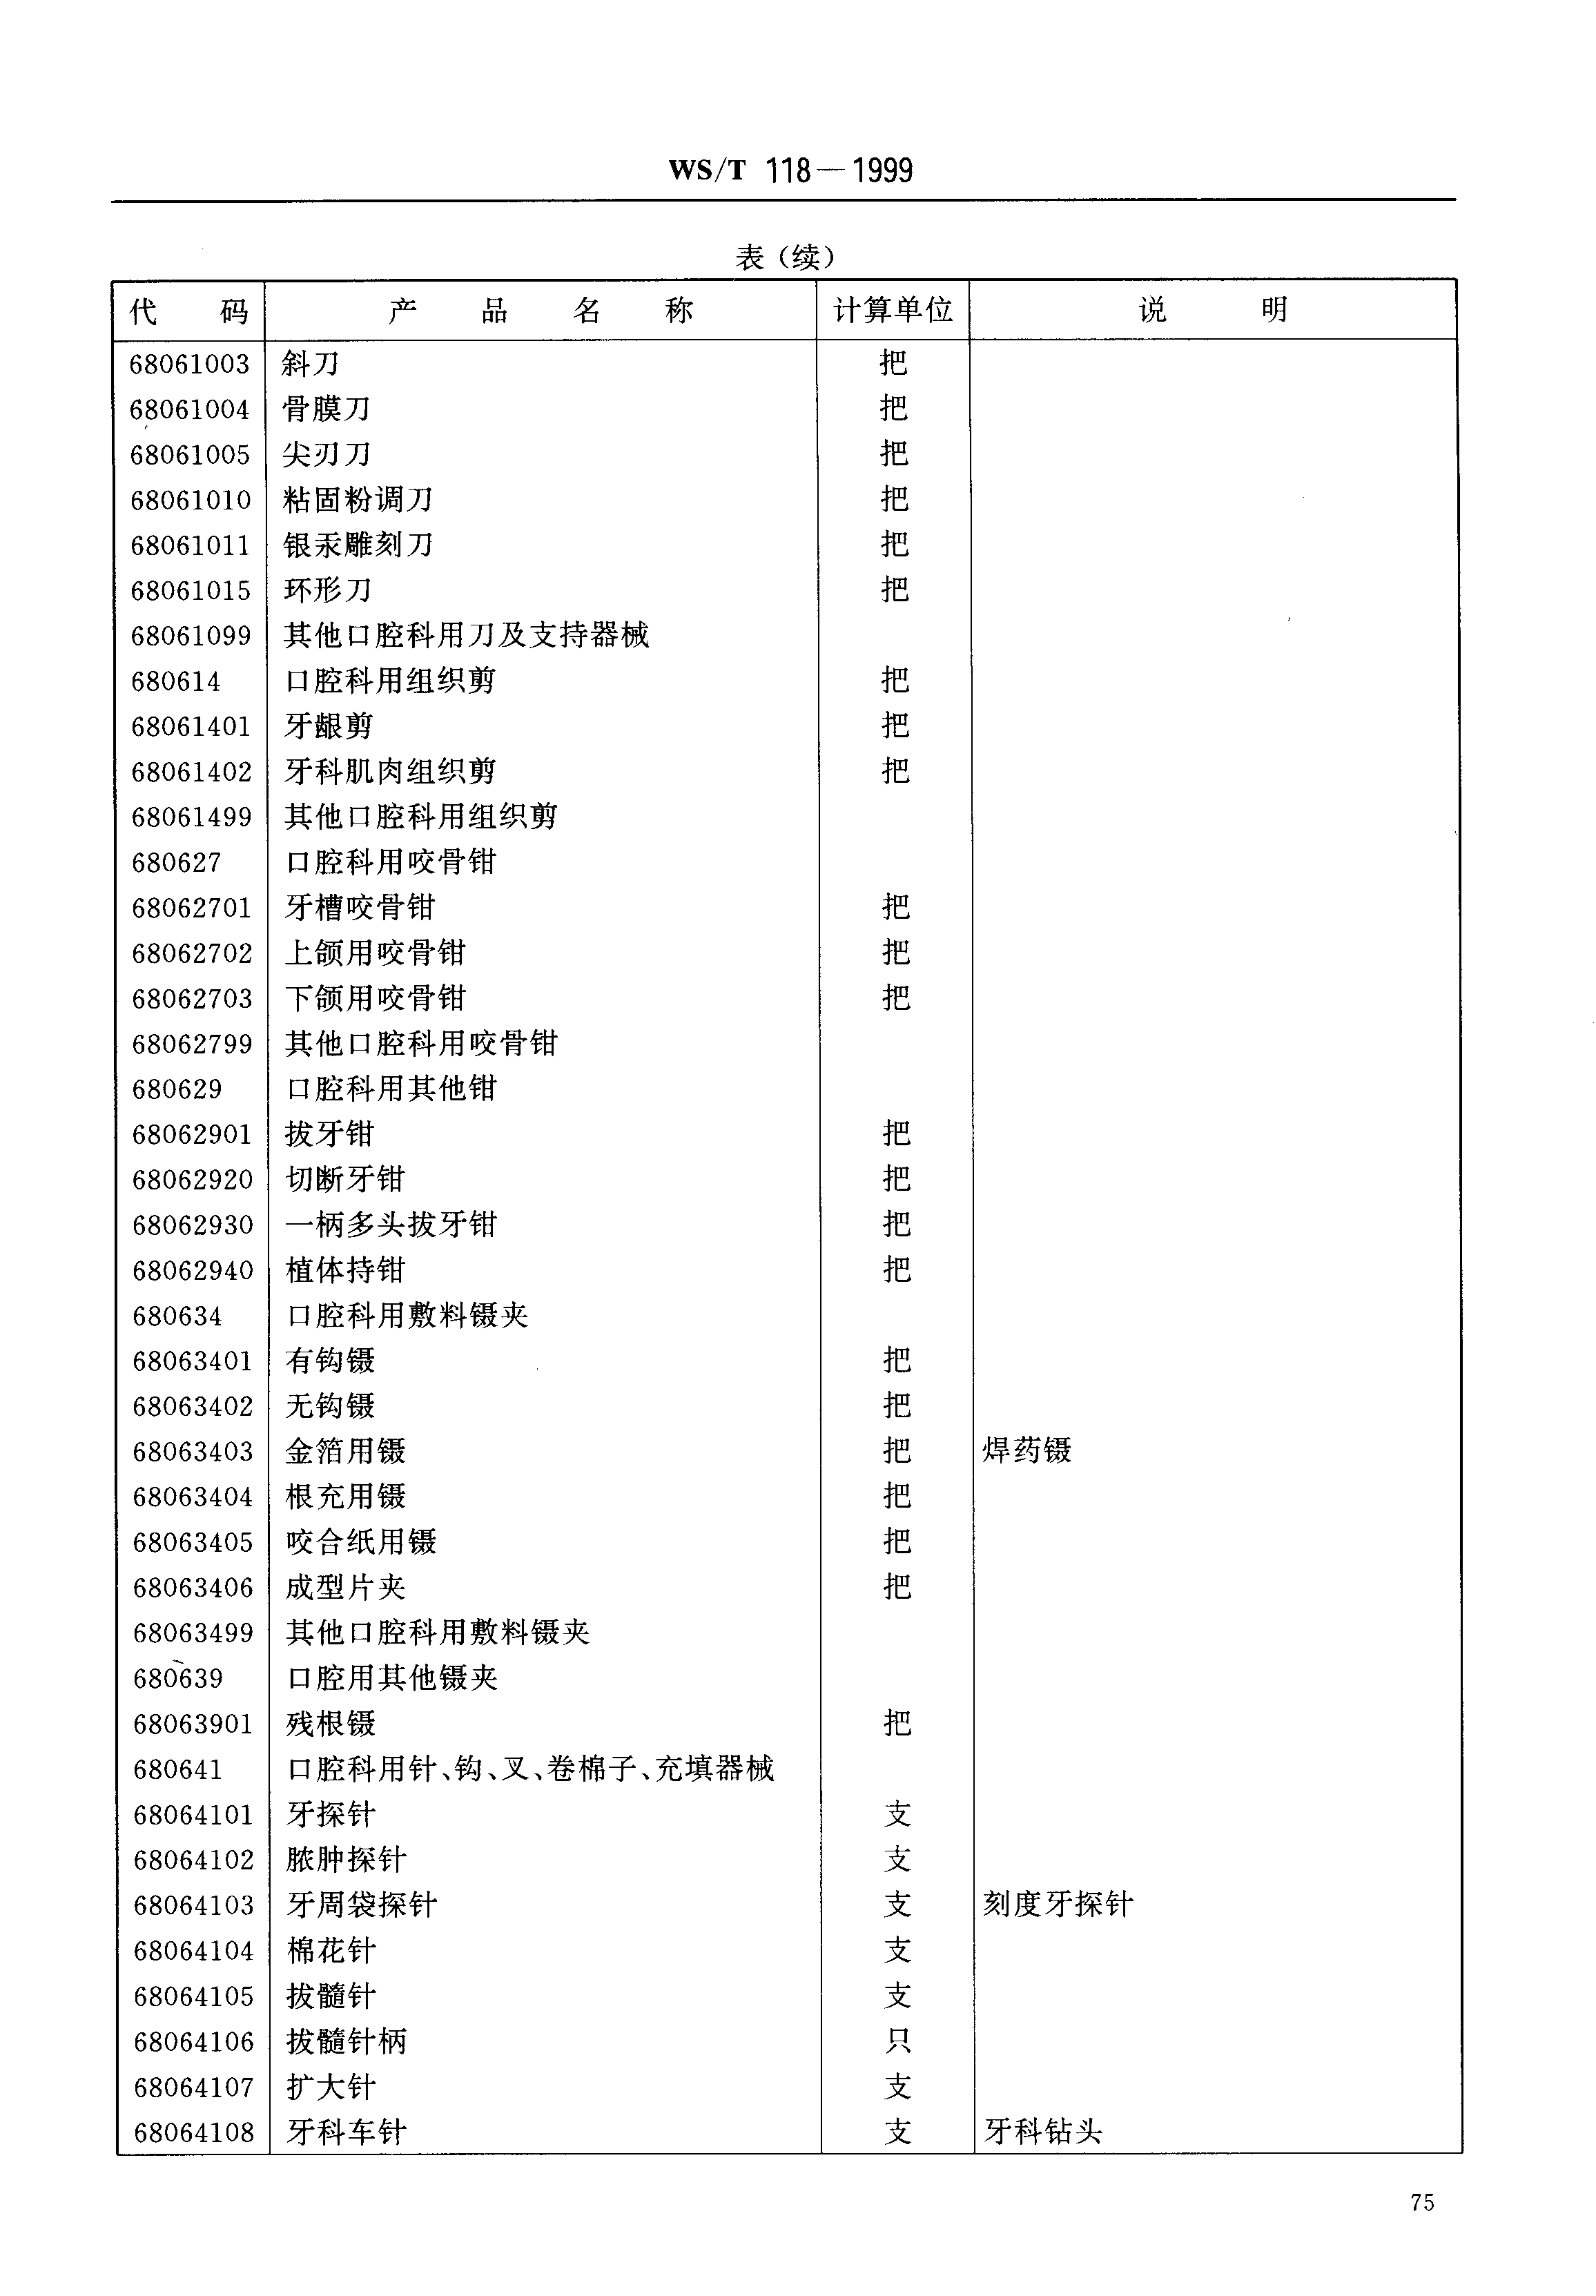 WS/T 118—1999
表（续）
代 码 产 品 名 称 计算单位 说 明
68061003 斜刀 把
68061004 骨膜刀 把
68061005 尖刃刀 把
68061010 粘固粉调刀 把
68061011 银汞雕刻刀 把
68061015 环形刀 把
68061099 其他口腔科用刀及支持器械
680614 口腔科用组织剪 把
68061401 牙龈剪 把
68061402 牙科肌肉组织剪 把
68061499 其他口腔科用组织剪
680627 口腔科用咬骨钳
68062701 牙槽咬骨钳 把
68062702 上颌用咬骨钳 把
68062703 下颌用咬骨钳 把
68062799 其他口腔科用咬骨钳
680629 口腔科用其他钳
68062901 拔牙钳 把
68062920 切断牙钳 把
68062930 一柄多头拔牙钳 把
68062940 植体持钳 把
680634 口腔科用敷料镊夹
68063401 有钩镊 把
68063402 无钩镊 把
68063403 金箔用镊 把 焊药镊
68063404 根充用镊 把
68063405 咬合纸用镊 把
68063406 成型片夹 把
68063499 其他口腔科用敷料镊夹
680639 口腔用其他镊夹
68063901 残根镊 把
680641 口腔科用针、钩、叉、卷棉子、充填器械
68064101 牙探针 支
68064102 脓肿探针 支
68064103 牙周袋探针 支 刻度牙探针
68064104 棉花针 支
68064105 拔髓针 支
68064106 拔髓针柄 只
68064107 扩大针 支
68064108 牙科车针 支 牙科钻头
75